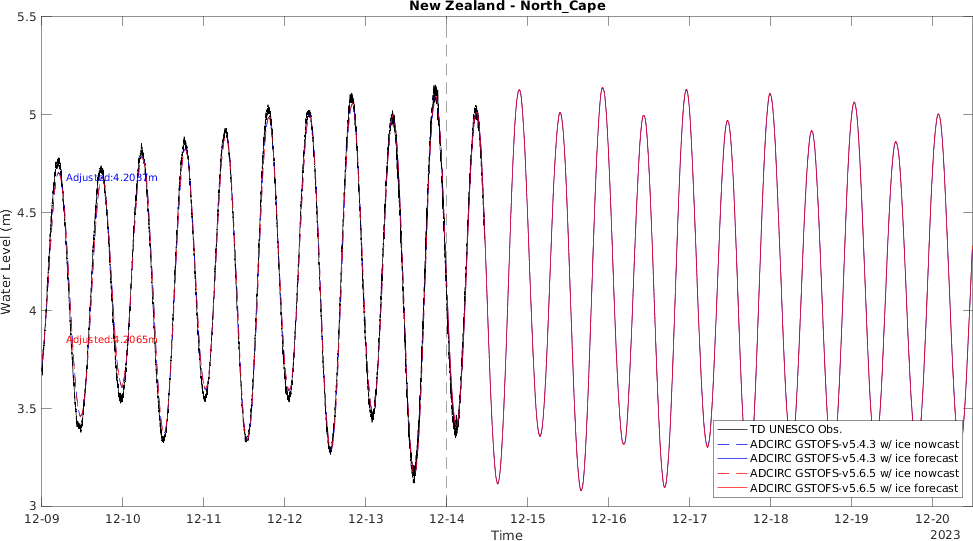 New Zealand - North_Cape
5.5
5
4.5
4
3.5
3
Water Level (m)
Adjusted:4.2037m
Adjusted:4.2065m
TD UNESCO Obs.
ADCIRC GSTOFS-v5.4.3 w/ ice nowcast
ADCIRC GSTOFS-v5.4.3 w/ ice forecast
ADCIRC GSTOFS-v5.6.5 w/ ice nowcast
ADCIRC GSTOFS-v5.6.5 w/ ice forecast
12-09 12-10 12-11 12-12 12-13 12-14 12-15 12-16 12-17 12-18 12-19 12-20
2023
Time